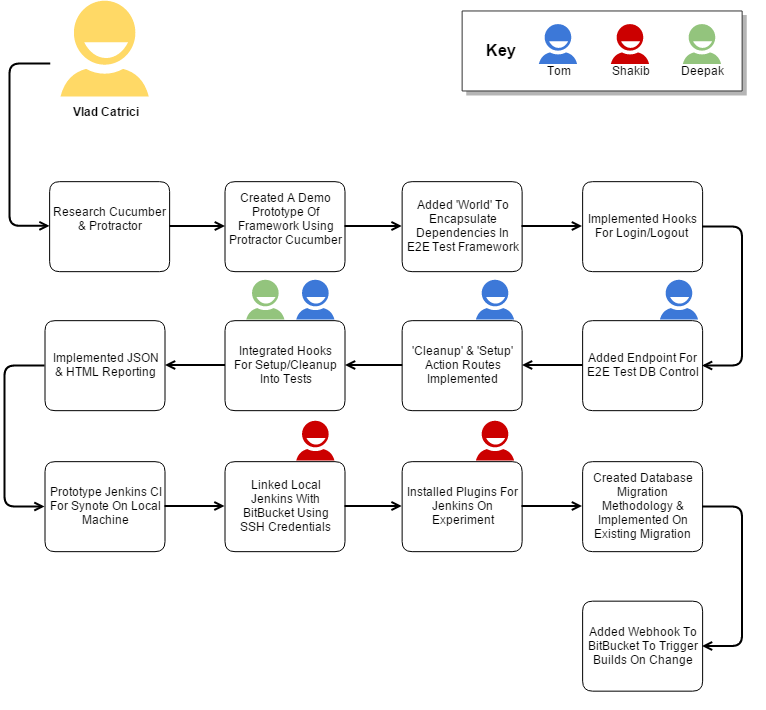 Key
Tom
Shakib
Deepak
Vlad Catrici
Research Cucumber
& Protractor
Created A Demo
Prototype Of
Framework Using
Protractor Cucumber
Added 'World' To
Encapsulate
Dependencies In
E2E Test Framework
Implemented Hooks
For Login/Logout
Added Endpoint For
E2E Test DB Control
'Cleanup' & 'Setup'
Action Routes
Implemented
Integrated Hooks
For Setup/Cleanup
Into Tests
Implemented JSON
& HTML Reporting
Prototype Jenkins CI
For Synote On Local
Machine
Linked Local
Jenkins With
BitBucket Using
SSH Credentials
Installed Plugins For
Jenkins On
Experiment
Created Database
Migration
Methodology &
Implemented On
Existing Migration
Added Webhook To
BitBucket To Trigger
Builds On Change